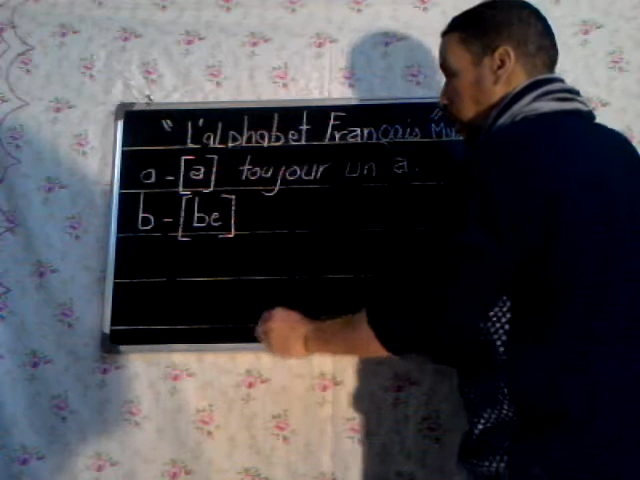 " L'alphabet Français
a - [a] toujour un a.
b - [be]